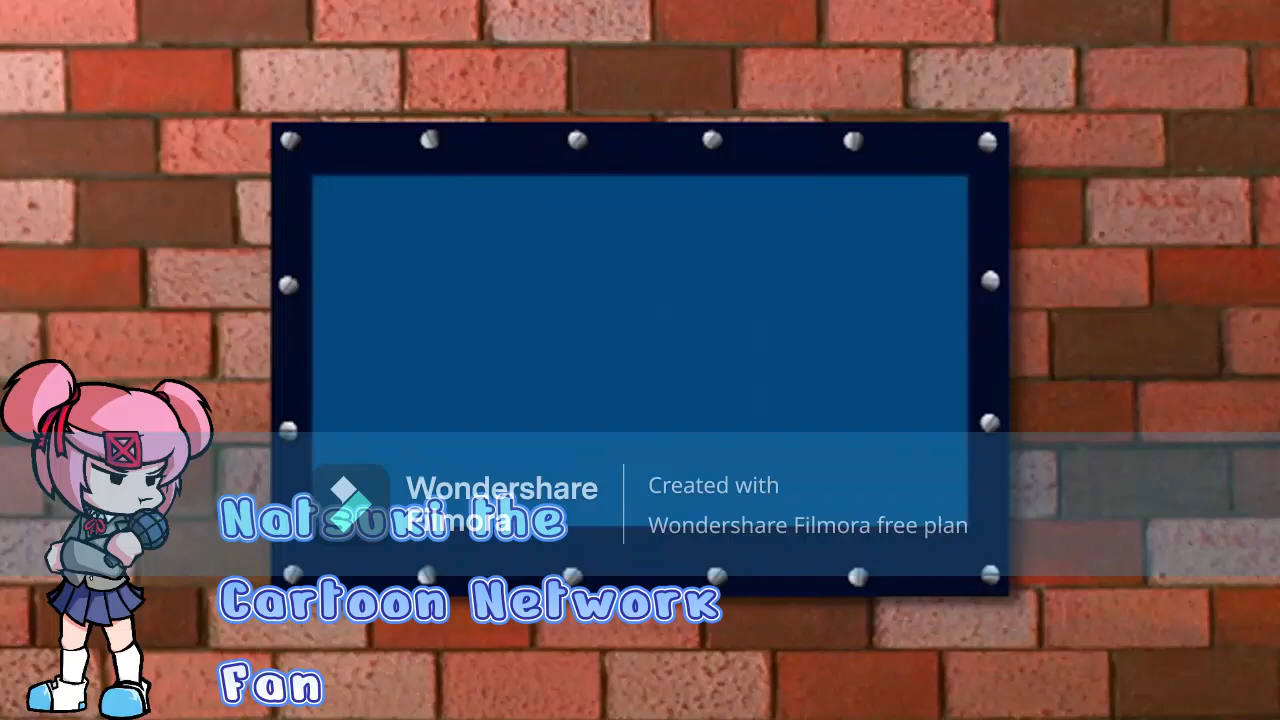 Wondershare
Filmora
Created with
Wondershare Filmora free plan
Natsuki the
Cartoon Network
Fan